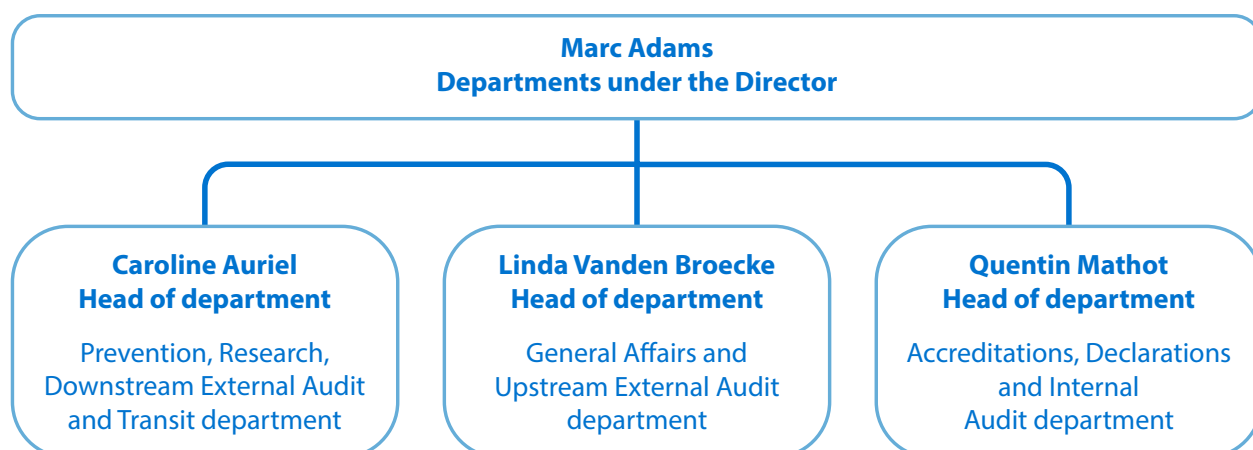 Marc Adams
Departments under the Director
Caroline Auriel
Head of department
Prevention, Research,
Downstream External Audit
and Transit department
Linda Vanden Broecke
Head of department
General Affairs and
Upstream External Audit
department
Quentin Mathot
Head of department
Accreditations, Declarations
and Internal
Audit department